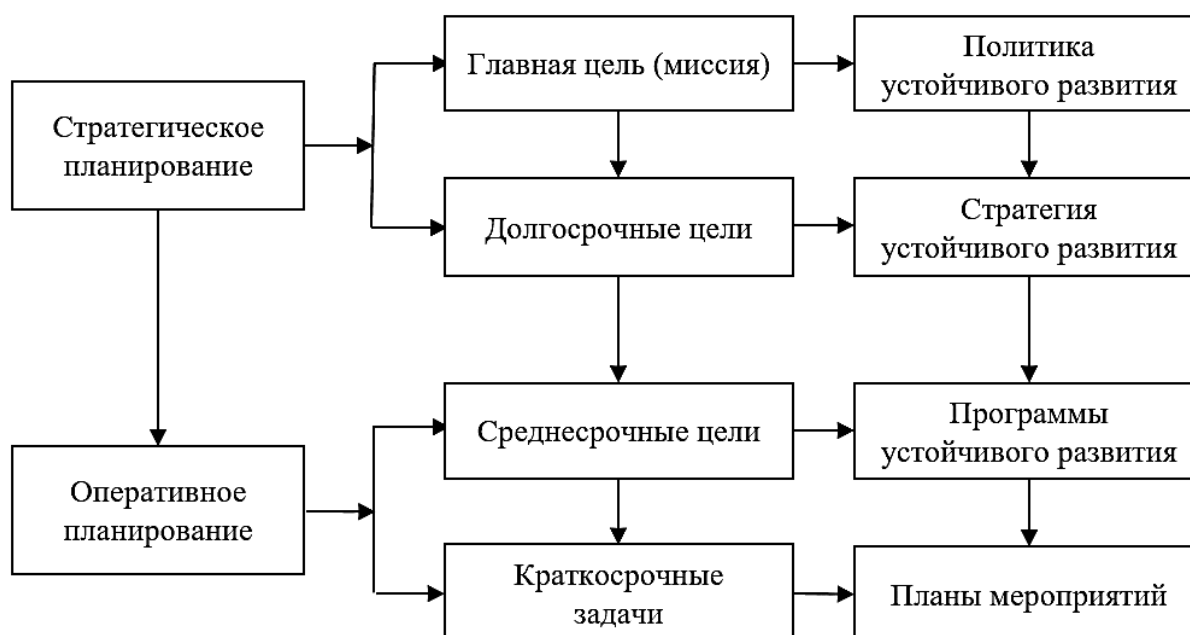 Стратегическое
планирование
Главная цель (миссия)
Политика
устойчивого развития
Долгосрочные цели
Стратегия
устойчивого развития
Оперативное
планирование
Среднесрочные цели
Программы
устойчивого развития
Краткосрочные
задачи
Планы мероприятий